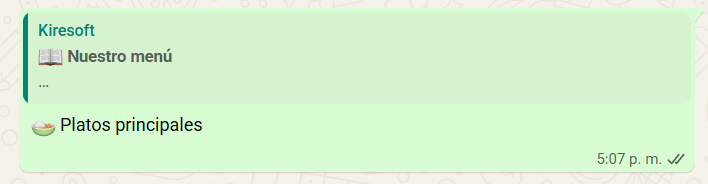 Kiresoft
📖 Nuestro menú
...
🍲 Platos principales
5:07 p. m.